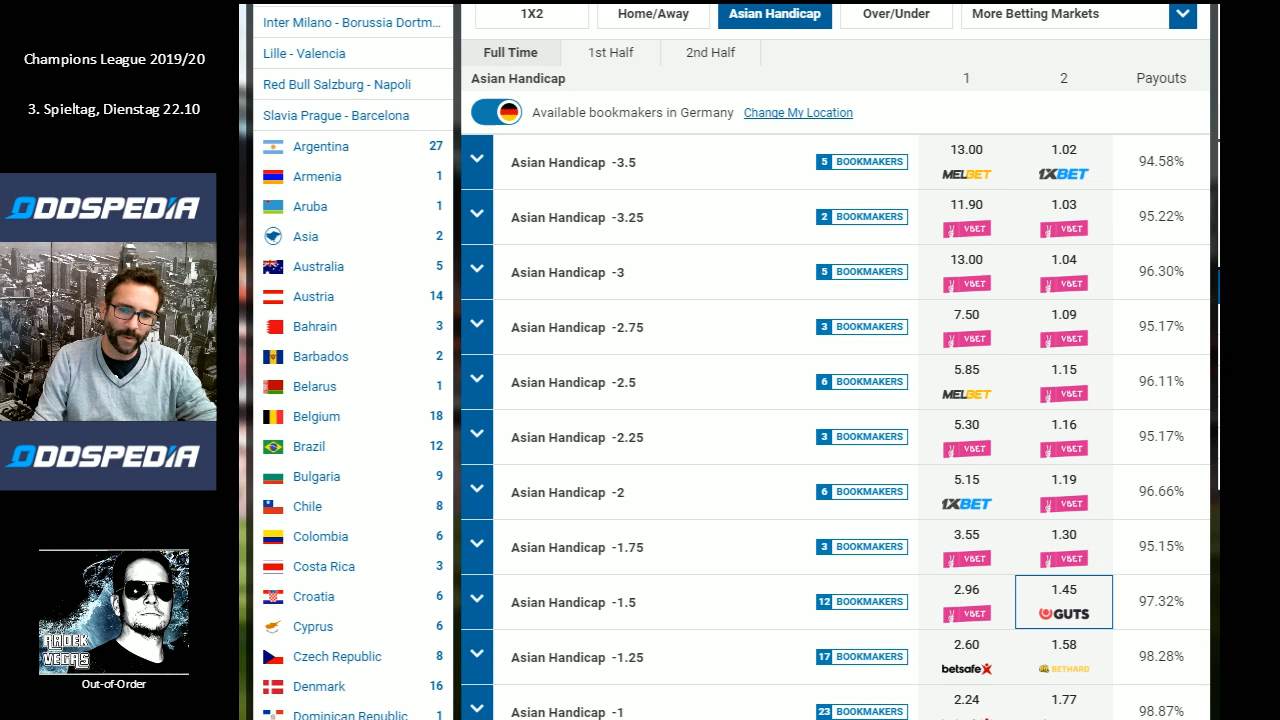 Champions League 2019/20
3. Spieltag, Dienstag 22.10
ODDSPEDIA
ODDSPEDIA
RADEK
VEGAS
Out-of-Order
Inter Milano - Borussia Dortm...
Lille - Valencia
Red Bull Salzburg - Napoli
Slavia Prague - Barcelona
Argentina 27
Armenia 1
Aruba 1
Asia 2
Australia 5
Austria 14
Bahrain 3
Barbados 2
Belarus 1
Belgium 18
Brazil 12
Bulgaria 9
Chile 8
Colombia 6
Costa Rica 3
Croatia 6
Cyprus 6
Czech Republic 8
Denmark 16
Dominican Republic 1
1X2 Home/Away Asian Handicap Over/Under More Betting Markets
Full Time 1st Half 2nd Half
Asian Handicap 1 2 Payouts
Available bookmakers in Germany Change My Location
Asian Handicap -3.5 5 BOOKMAKERS 13.00 1.02 94.58%
MELBET 1XBET
Asian Handicap -3.25 2 BOOKMAKERS 11.90 1.03 95.22%
VBET VBET
Asian Handicap -3 5 BOOKMAKERS 13.00 1.04 96.30%
VBET VBET
Asian Handicap -2.75 3 BOOKMAKERS 7.50 1.09 95.17%
VBET VBET
Asian Handicap -2.5 6 BOOKMAKERS 5.85 1.15 96.11%
MELBET VBET
Asian Handicap -2.25 3 BOOKMAKERS 5.30 1.16 95.17%
VBET VBET
Asian Handicap -2 6 BOOKMAKERS 5.15 1.19 96.66%
1XBET VBET
Asian Handicap -1.75 3 BOOKMAKERS 3.55 1.30 95.15%
VBET VBET
Asian Handicap -1.5 12 BOOKMAKERS 2.96 1.45 97.32%
VBET GUTS
Asian Handicap -1.25 17 BOOKMAKERS 2.60 1.58 98.28%
betsafe BETHARD
Asian Handicap -1 23 BOOKMAKERS 2.24 1.77 98.87%